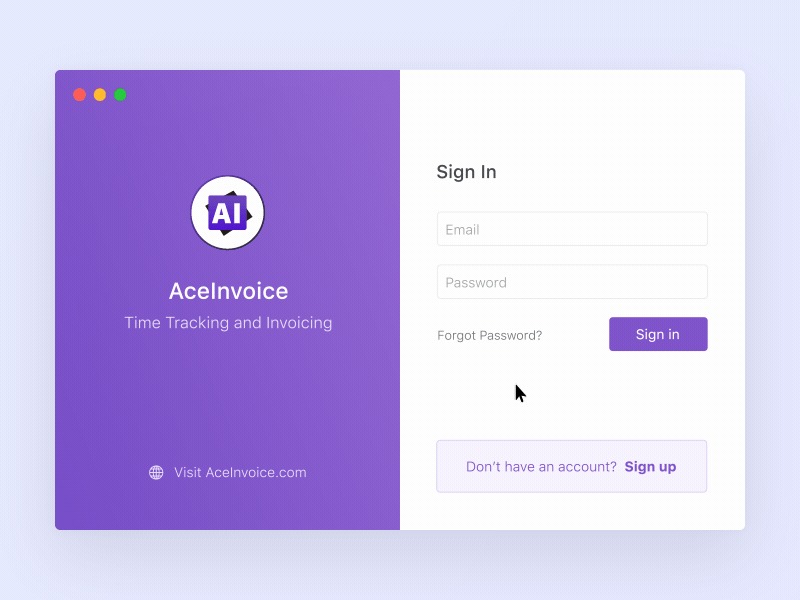 AI
AceInvoice
Time Tracking and Invoicing
Visit AceInvoice.com
Sign In
Email
Password
Forgot Password?
Sign in
Don’t have an account? Sign up